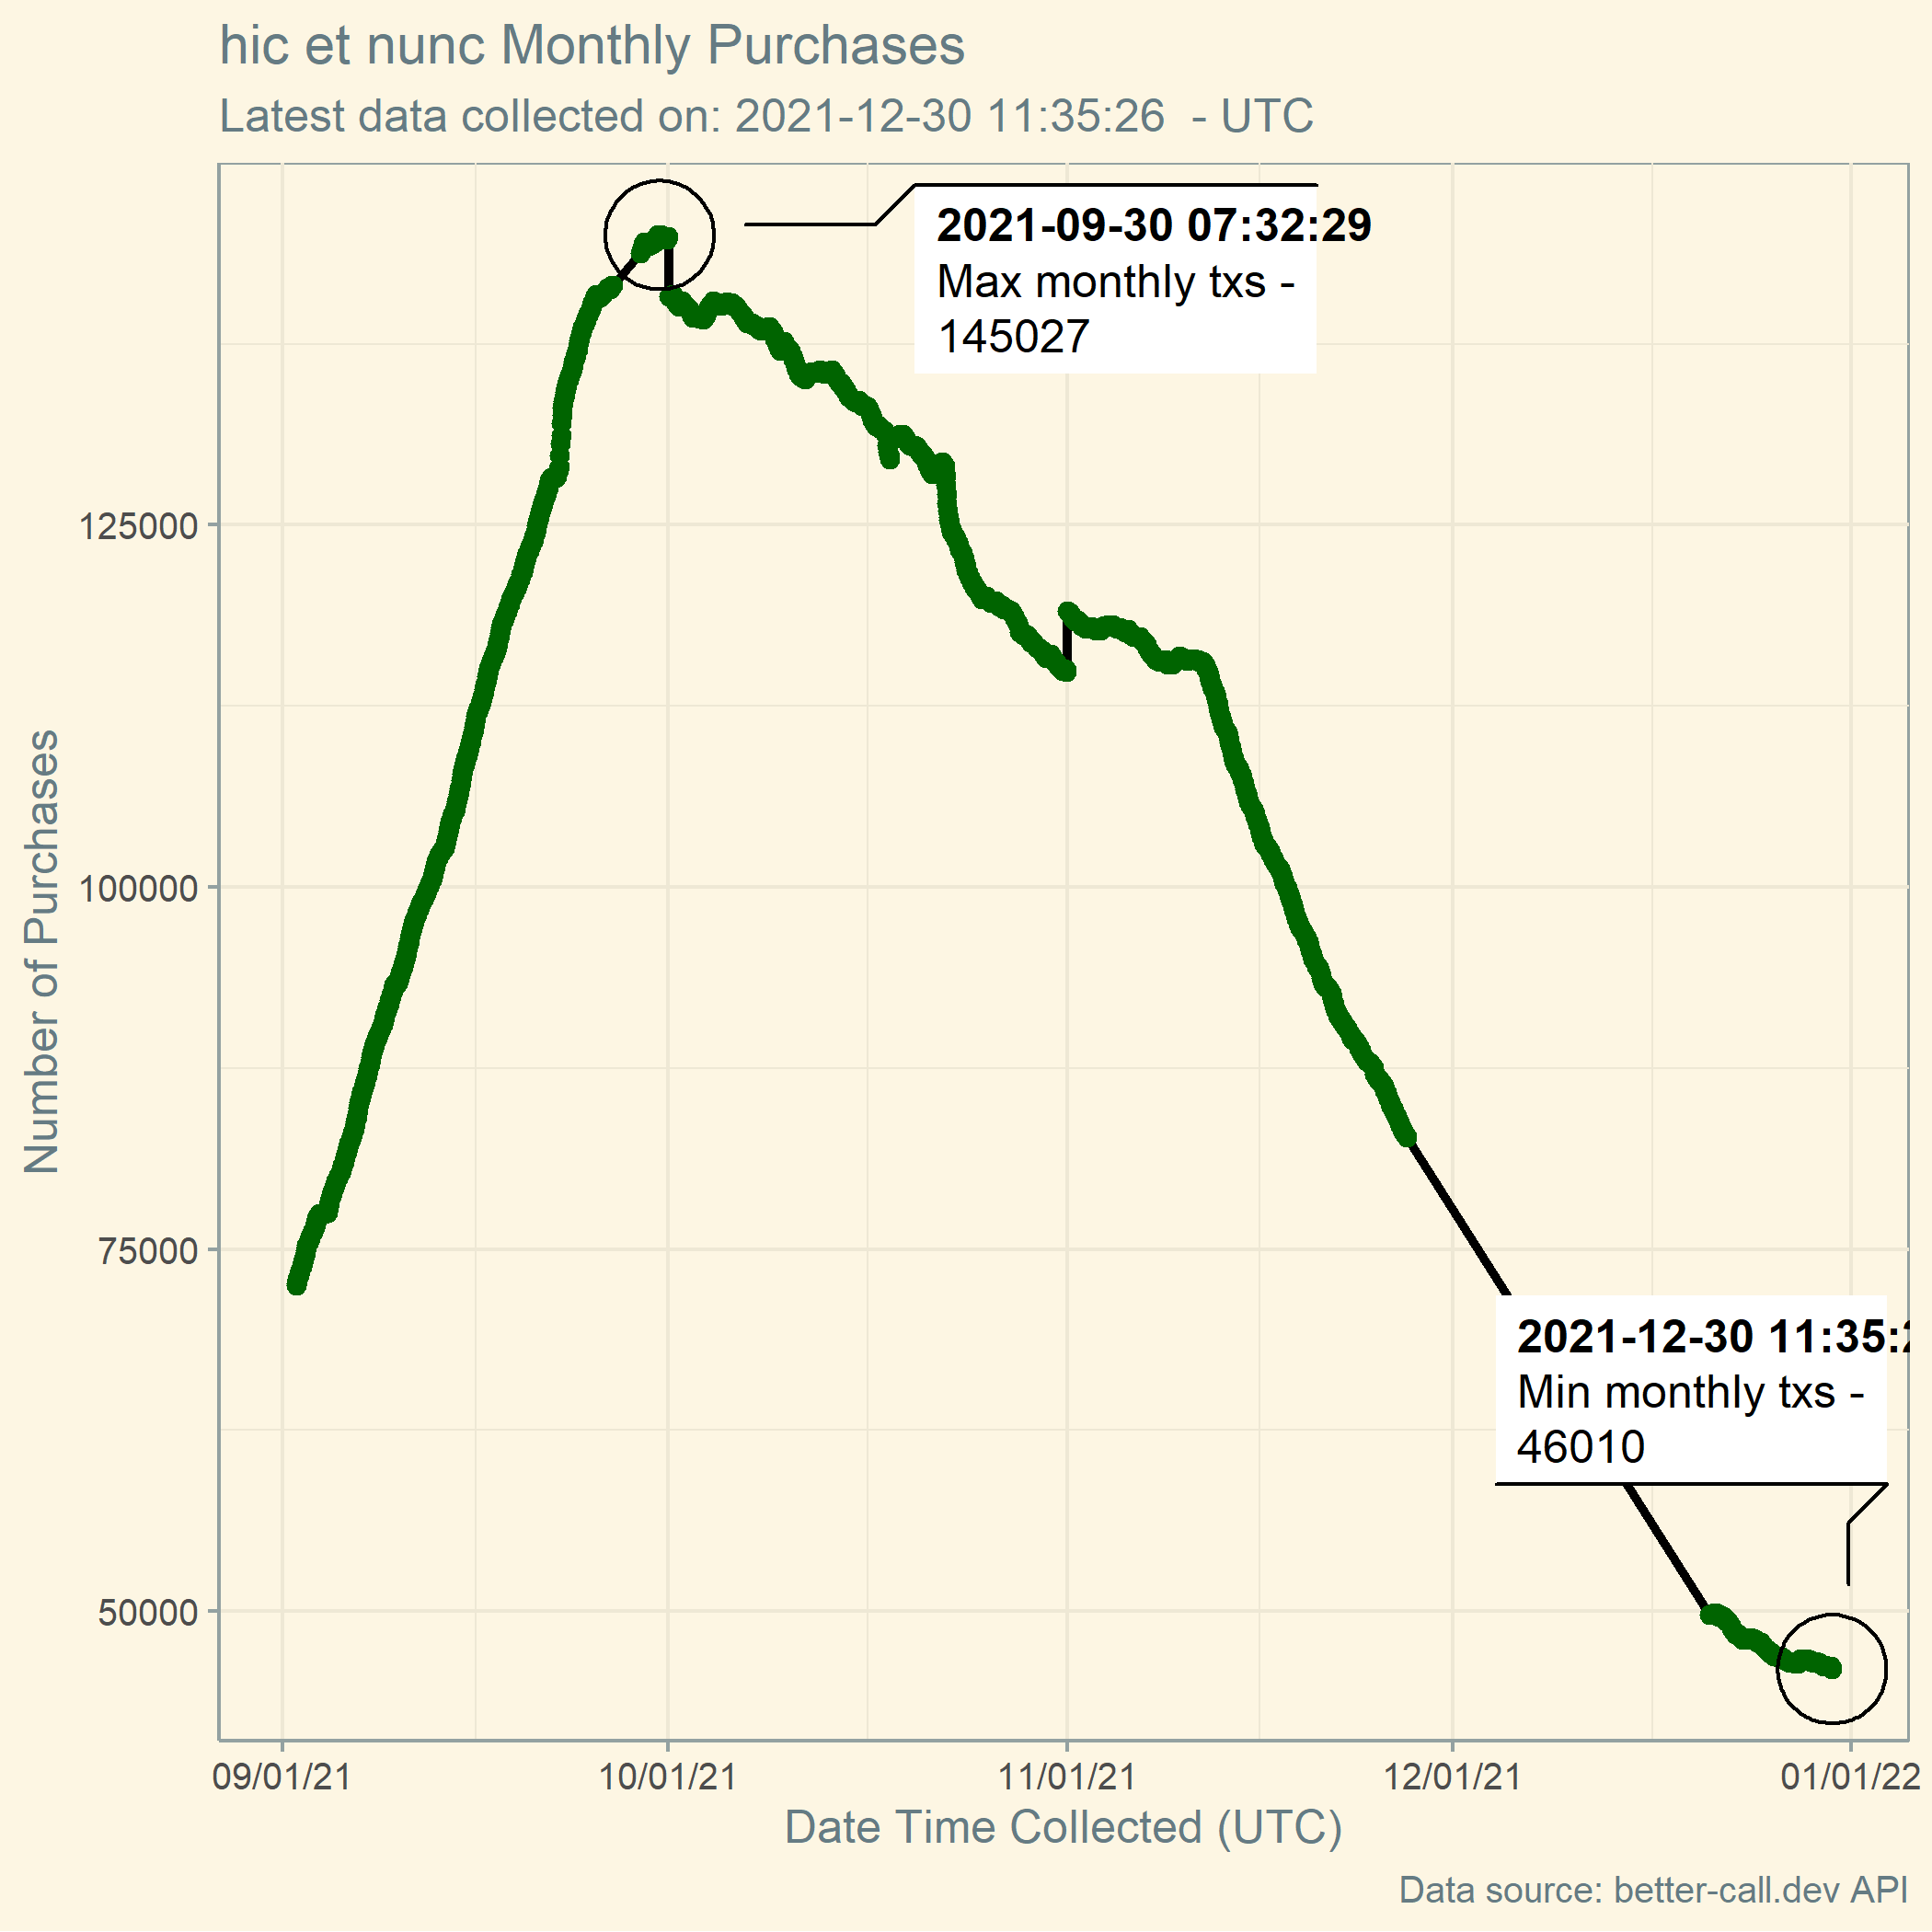 hic et nunc Monthly Purchases
Latest data collected on: 2021-12-30 11:35:26  - UTC
2021-09-30 07:32:29
Max monthly txs -
145027
125000
100000
75000
50000
Number of Purchases
2021-12-30 11:35:2
Min monthly txs -
46010
09/01/21 10/01/21 11/01/21 12/01/21 01/01/22
Date Time Collected (UTC)
Data source: better-call.dev API